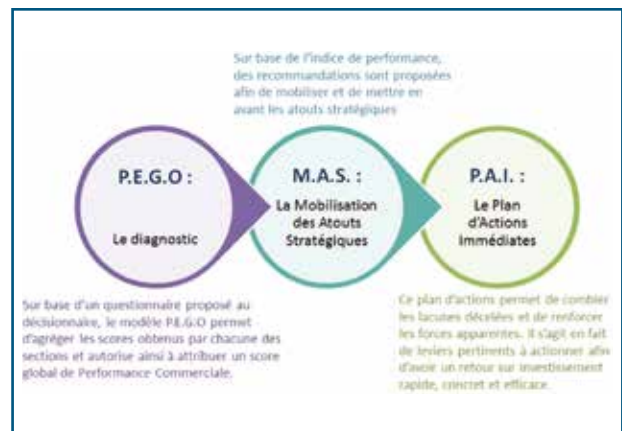 Sur base de l'indice de performance,
des recommandations sont proposées
afin de mobiliser et de mettre en
avant les atouts stratégiques
P.E.G.O :
Le diagnostic
M.A.S. :
La Mobilisation
des Atouts
Stratégiques
P.A.I. :
Le Plan
d'Actions
Immédiates
Sur base d'un questionnaire proposé au
décisionnaire, le modèle P.E.G.O permet
d'agréger les scores obtenus par chacune des
sections et autorise ainsi à attribuer un score
global de Performance Commerciale.
Ce plan d'actions permet de combler
les lacunes décelées et de renforcer
les forces apparentes. Il s'agit en fait
de leviers pertinents à actionner afin
d'avoir un retour sur investissement
rapide, concret et efficace.